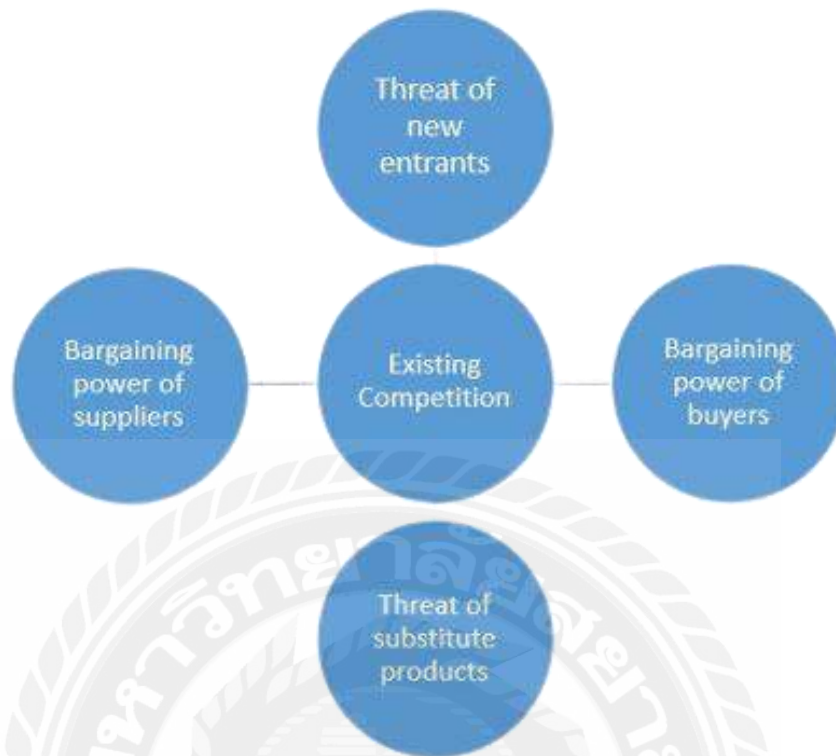 Threat of
new
entrants
Bargaining
power of
suppliers
Existing
Competition
Bargaining
power of
buyers
Threat of
substitute
products